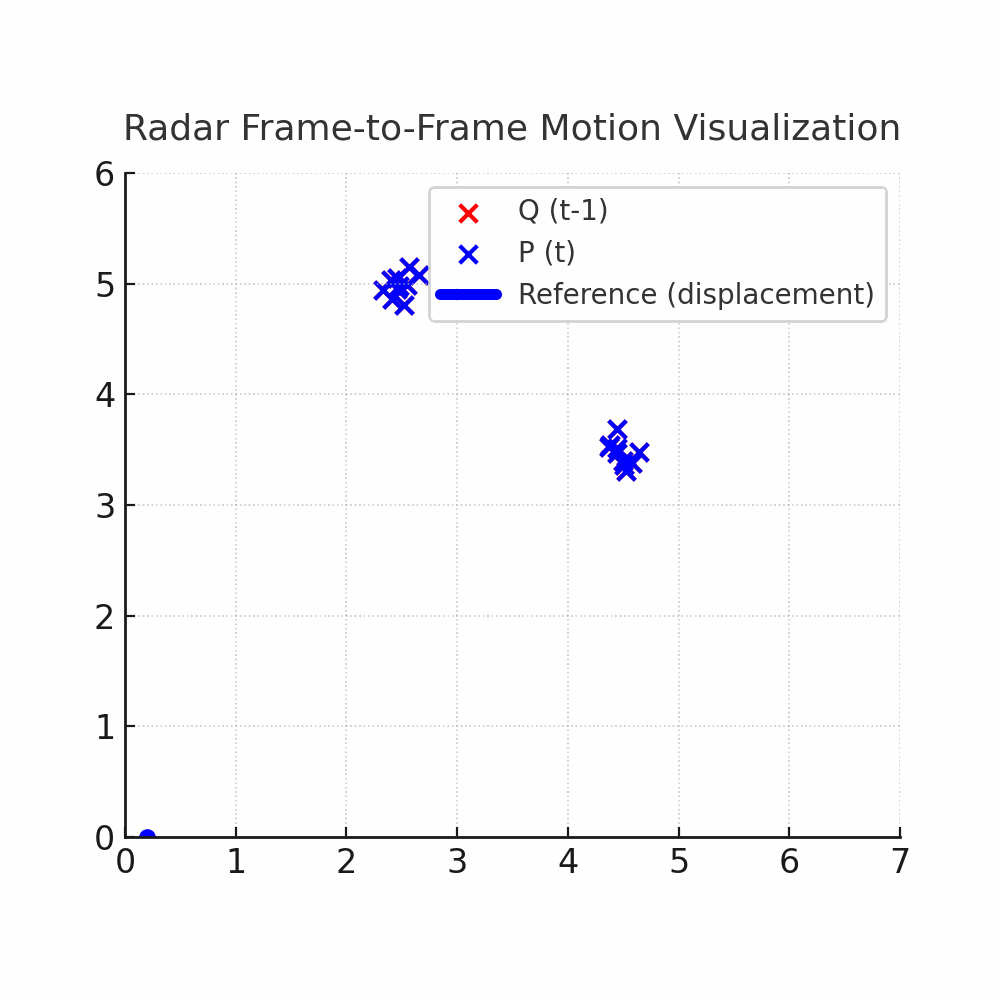 Radar Frame-to-Frame Motion Visualization
6
Q (t-1)
P (t)
Reference (displacement)
5
4
3
2
1
0
0 1 2 3 4 5 6 7